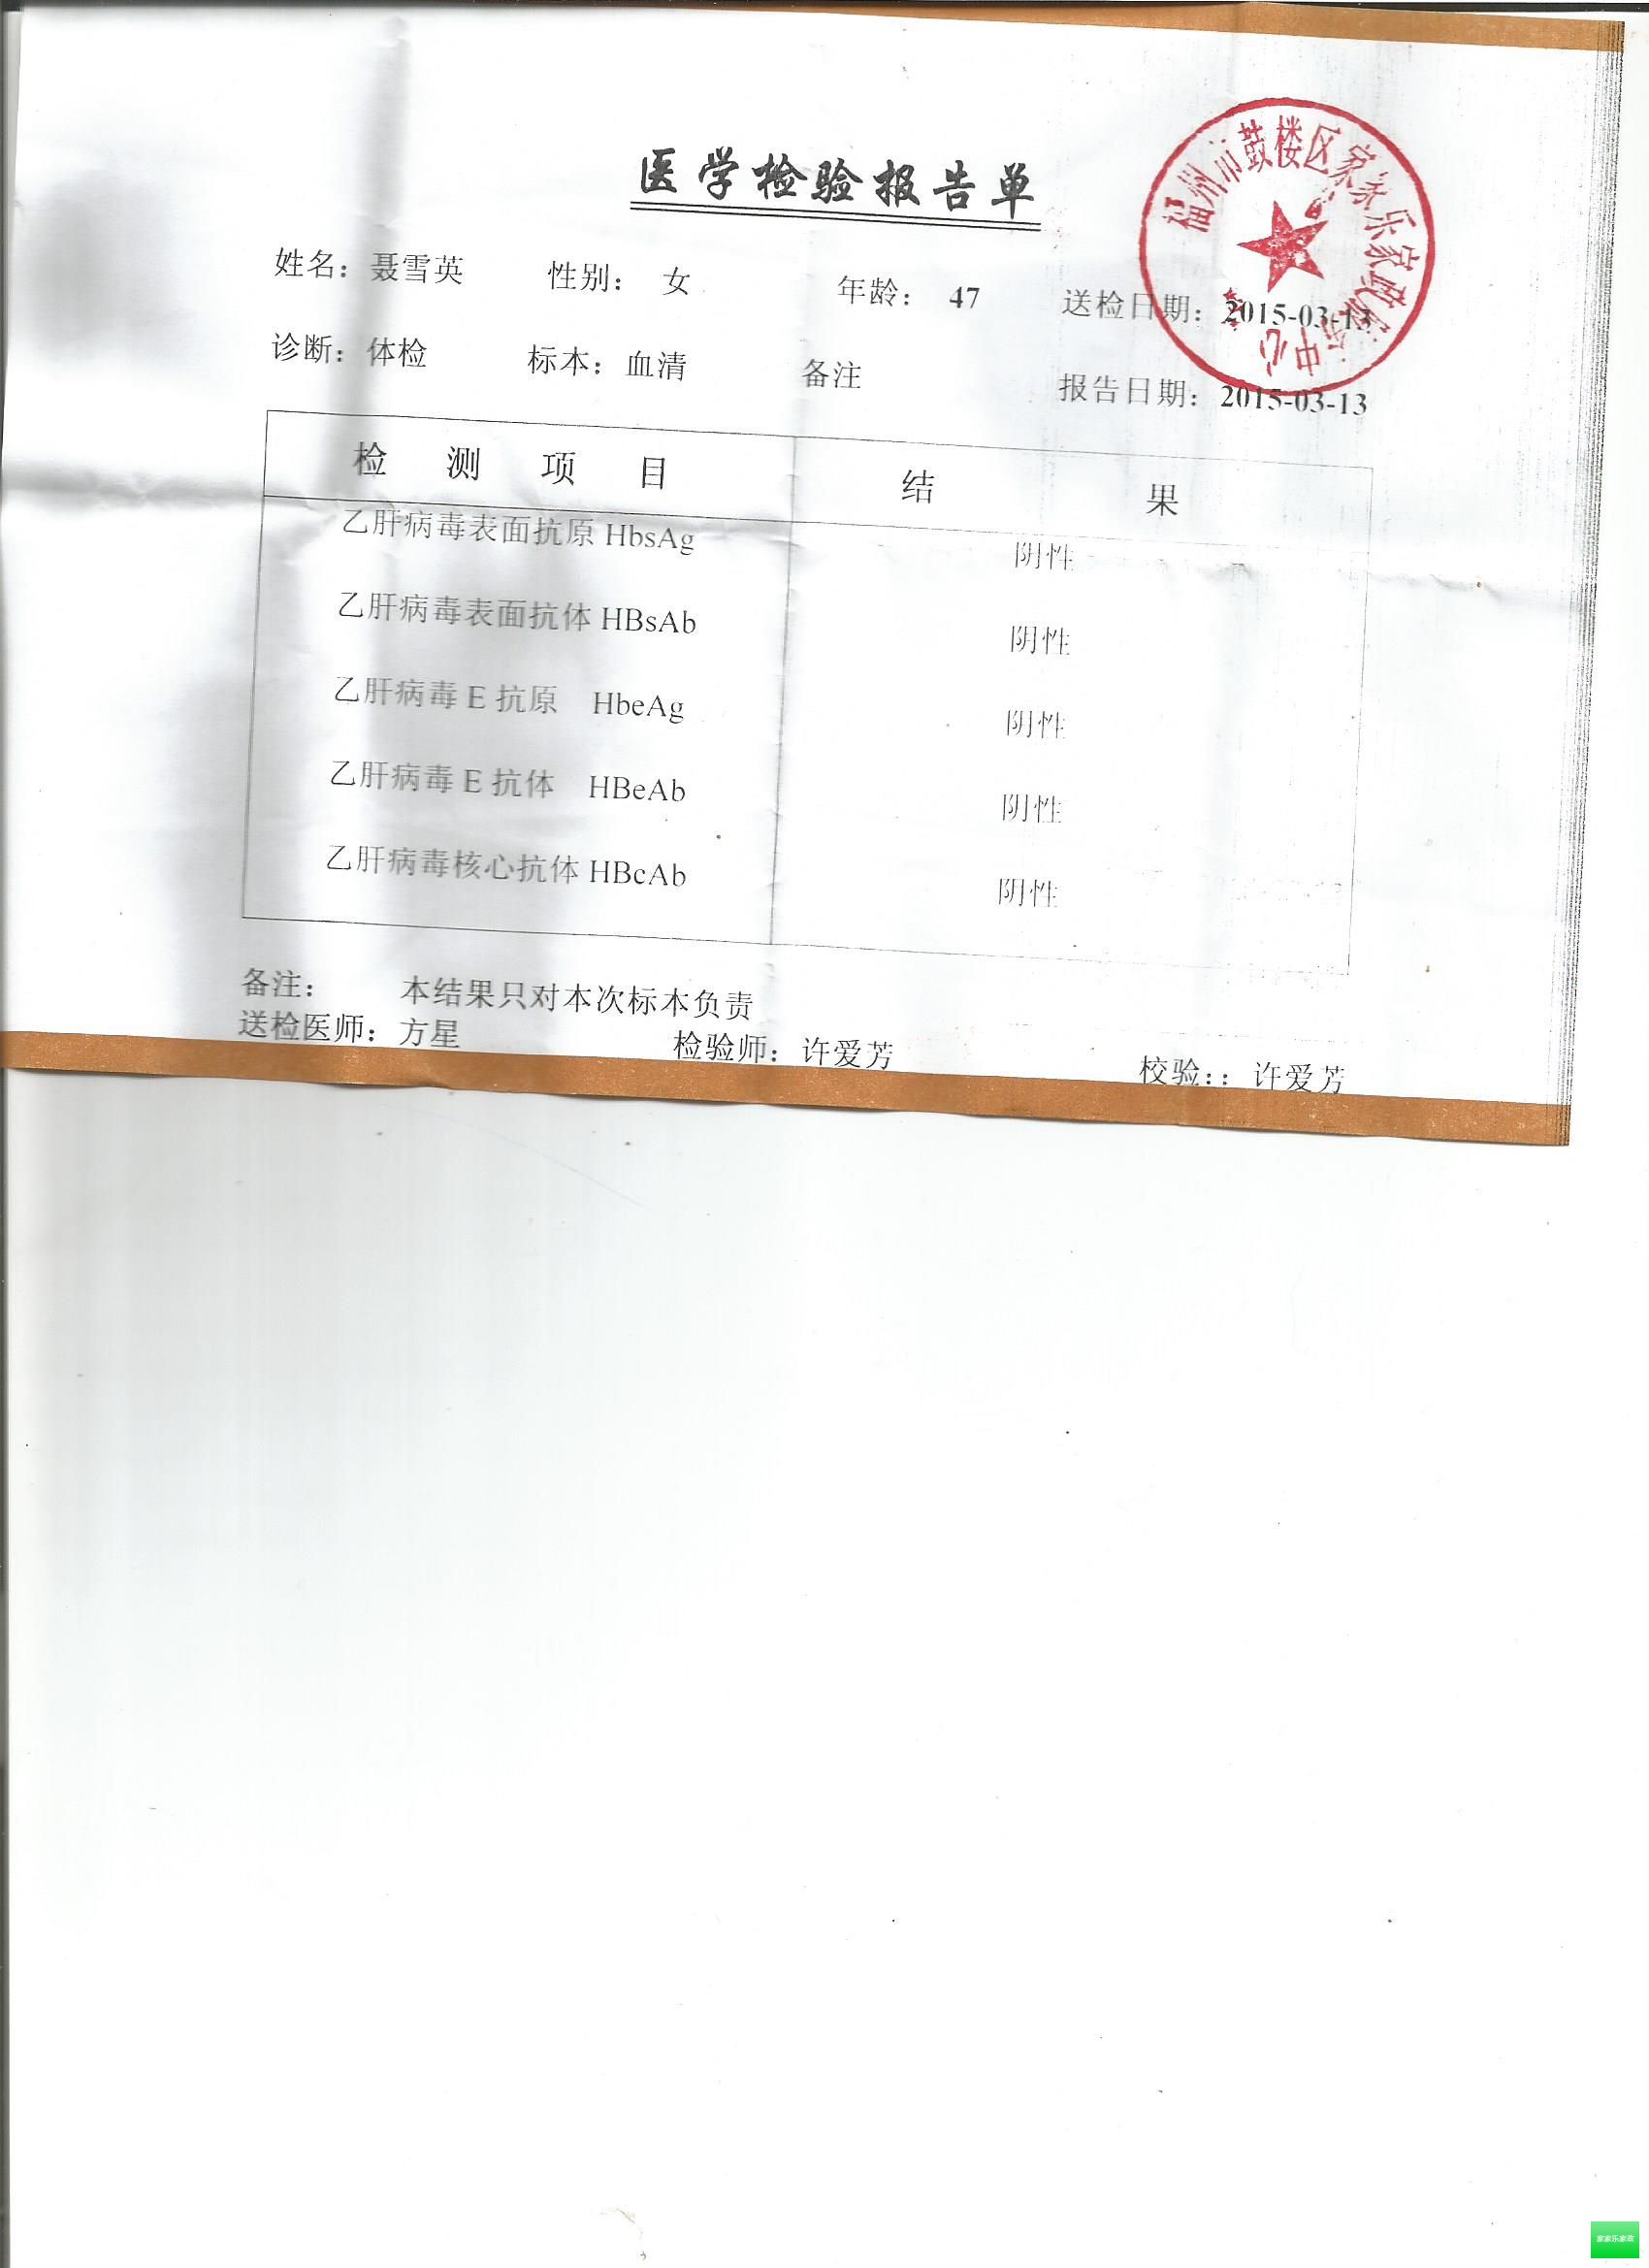 医学检验报告单
福州市鼓楼区家家乐家政服务中心
姓名：聂雪英 性别： 女 年龄： 47 送检日期：2015-03-13
诊断：体检 标本：血清 备注 报告日期：2015-03-13
检 测 项 目 结 果
乙肝病毒表面抗原 HbsAg 阴性
乙肝病毒表面抗体 HBsAb 阴性
乙肝病毒 E 抗原 HbeAg 阴性
乙肝病毒 E 抗体 HBeAb 阴性
乙肝病毒核心抗体 HBcAb 阴性
备注： 本结果只对本次标本负责
送检医师：方星 检验师：许爱芳 校验：：许爱芳
家家乐家政